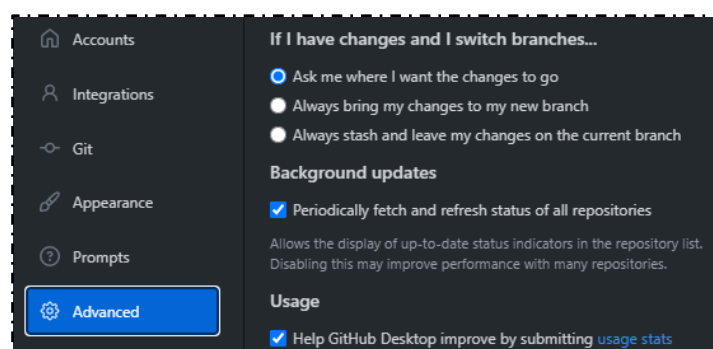 Accounts
Integrations
Git
Appearance
Prompts
Advanced
If I have changes and I switch branches...
Ask me where I want the changes to go
Always bring my changes to my new branch
Always stash and leave my changes on the current branch
Background updates
Periodically fetch and refresh status of all repositories
Allows the display of up-to-date status indicators in the repository list.
Disabling this may improve performance with many repositories.
Usage
Help GitHub Desktop improve by submitting usage stats